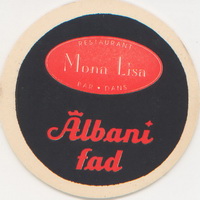 RESTAURANT
Mona Lisa
BAR · DANS
Albani
fad